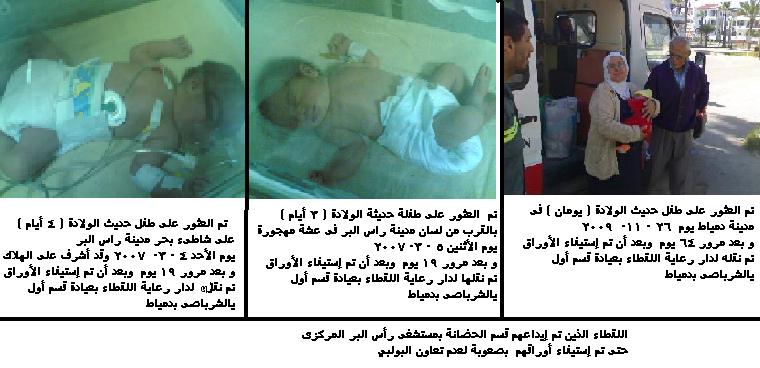 تم العثور على طفل حديث الولادة ( يومان ) فى
مدينة دمياط يوم ٢٦ - ١١- ٢٠٠٩
و بعد مرور ٦٤ يوم وبعد أن تم إستيفاء الأوراق
تم نقله لدار رعاية اللقطاء بعيادة قسم أول
بالشرباصى بدمياط
تم العثور على طفلة حديثة الولادة ( ٣ أيام )
بالقرب من لسان مدينة راس البر فى عشة مهجورة
يوم الأثنين ٥ - ٣- ٢٠٠٧
و بعد مرور ١٩ يوم وبعد أن تم إستيفاء الأوراق
تم نقلها لدار رعاية اللقطاء بعيادة قسم أول
بالشرباصى بدمياط
تم العثور على طفل حديث الولادة ( ٤ أيام )
على شاطىء بحر مدينة راس البر
يوم الأحد ٤ - ٣- ٢٠٠٧ وقد أشرف على الهلاك
و بعد مرور ١٩ يوم وبعد أن تم إستيفاء الأوراق
تم لدار رعاية اللقطاء بعيادة قسم أول
بالشرباصى بدمياط
اللقطاء الذين تم إيداعهم قسم الحضانة بمستشفى رأس البر المركزى
حتى تم إستيفاء أوراقهم بصعوبة لعدم تعاون البوليي